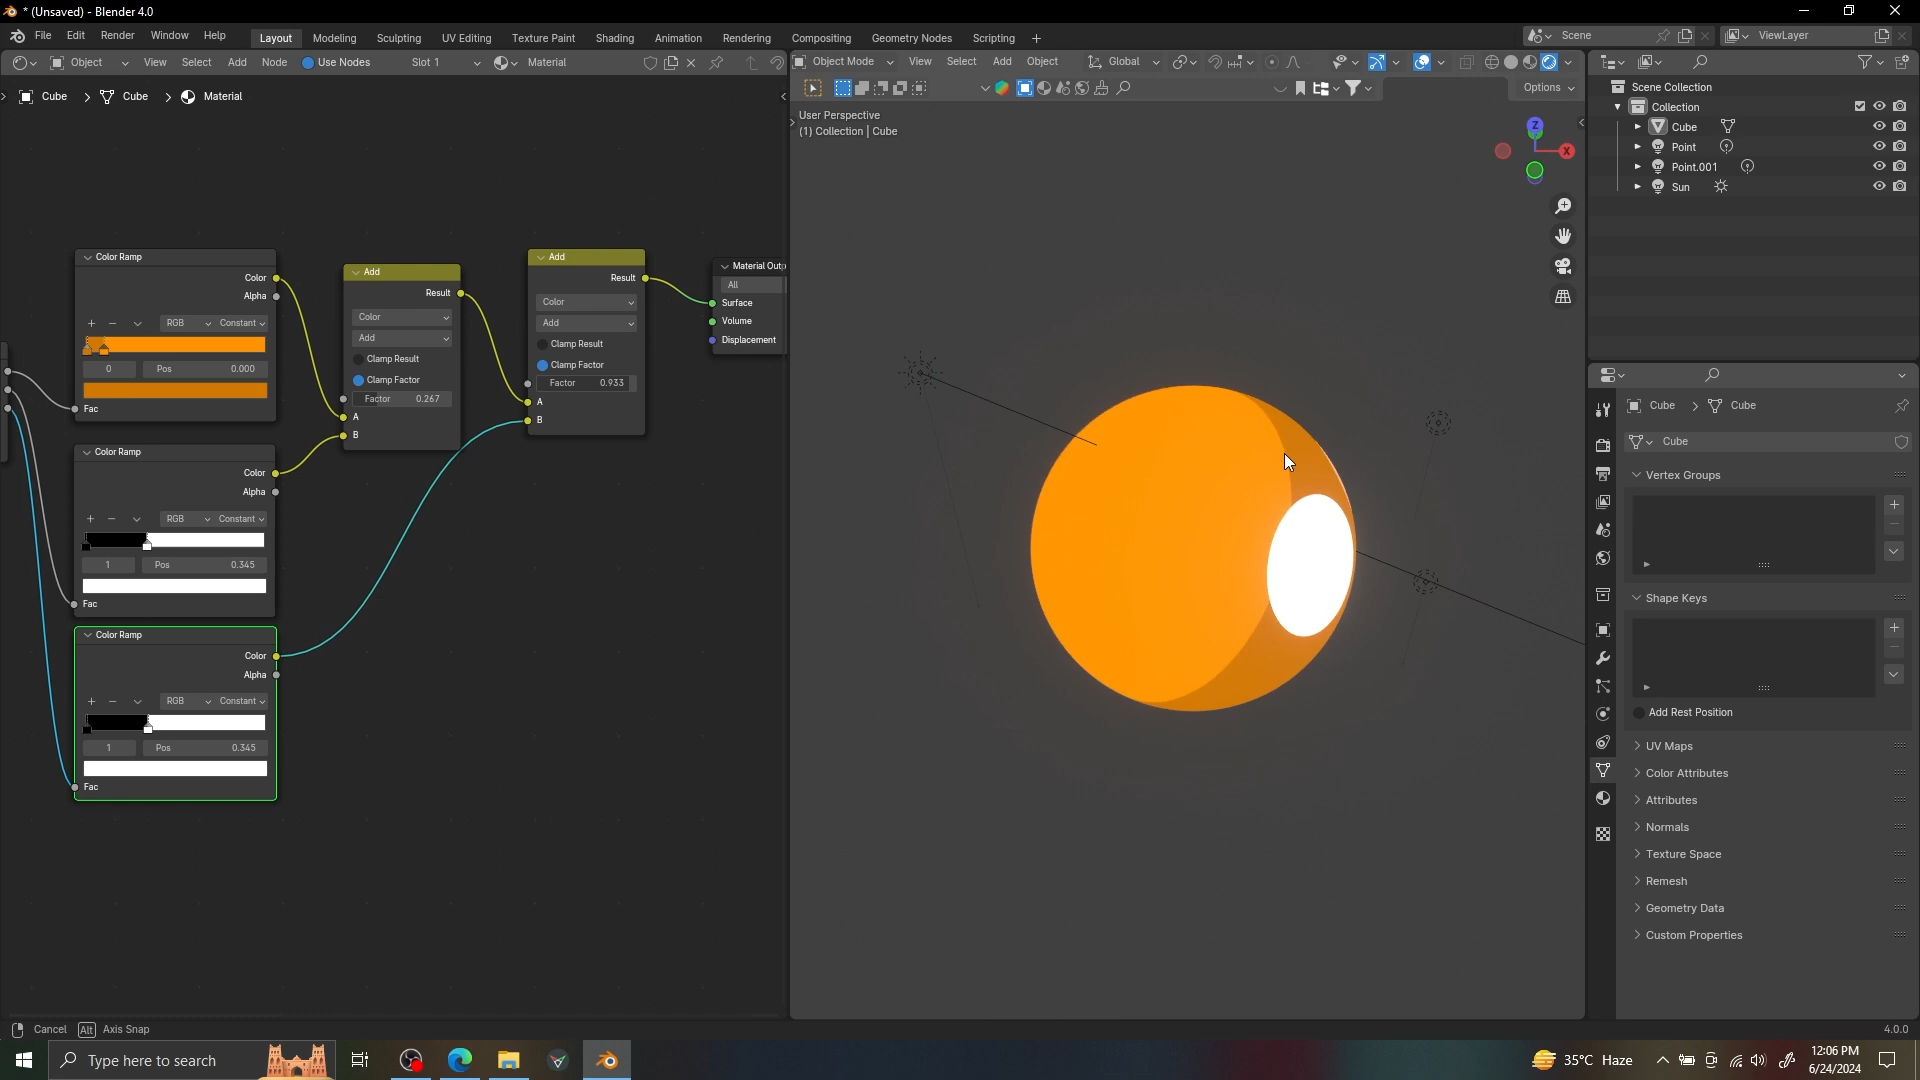 * (Unsaved) - Blender 4.0
File Edit Render Window Help Layout Modeling Sculpting UV Editing Texture Paint Shading Animation Rendering Compositing Geometry Nodes Scripting + Scene ViewLayer
Object View Select Add Node Use Nodes Slot 1 Material
Object Mode View Select Add Object Global
Options
Cube > Cube > Material
User Perspective
(1) Collection | Cube
Z
X
Scene Collection
Collection
Cube
Point
Point.001
Sun
Color Ramp
Color
Alpha
RGB Constant
0 Pos 0.000
Fac
Color Ramp
Color
Alpha
RGB Constant
1 Pos 0.345
Fac
Color Ramp
Color
Alpha
RGB Constant
1 Pos 0.345
Fac
Add
Result
Color
Add
Clamp Result
Clamp Factor
Factor 0.267
A
B
Add
Result
Color
Add
Clamp Result
Clamp Factor
Factor 0.933
A
B
Material Outp
All
Surface
Volume
Displacement
Cube > Cube
Cube
Vertex Groups
Shape Keys
Add Rest Position
UV Maps
Color Attributes
Attributes
Normals
Texture Space
Remesh
Geometry Data
Custom Properties
Cancel Alt Axis Snap
4.0.0
Type here to search
35°C Haze
12:06 PM
6/24/2024